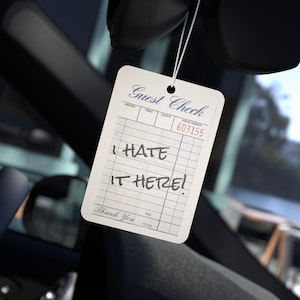 Guest Check
603155
I HATE
IT HERE!
Thank You